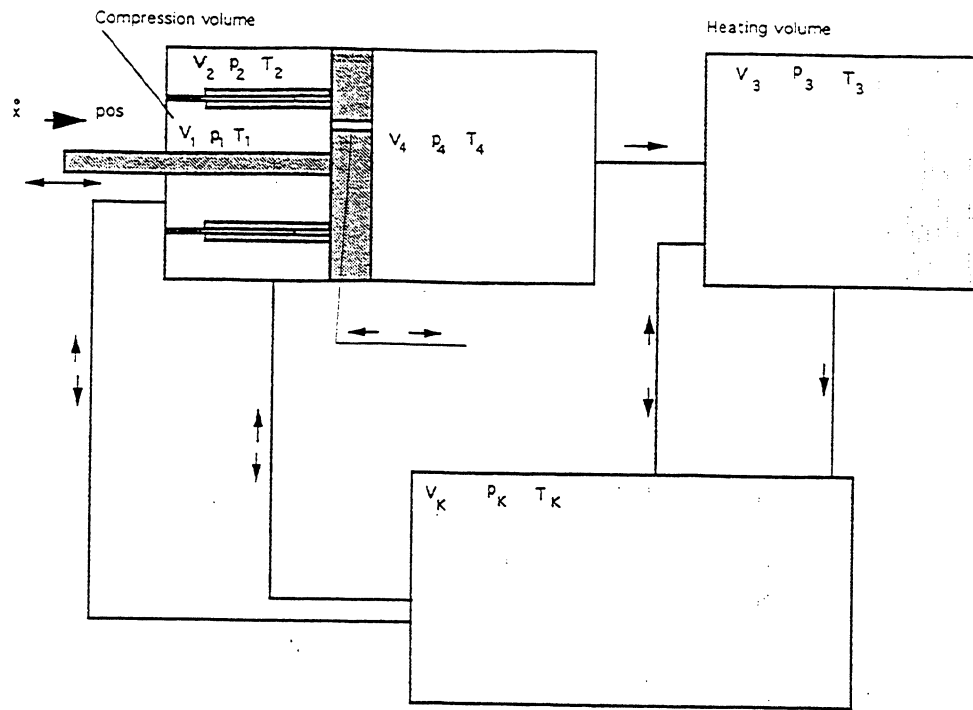 Compression volume
Heating volume
V2 p2 T2
V3 p3 T3
x̊ pos
V1 p1 T1
V4 p4 T4
VK pK TK